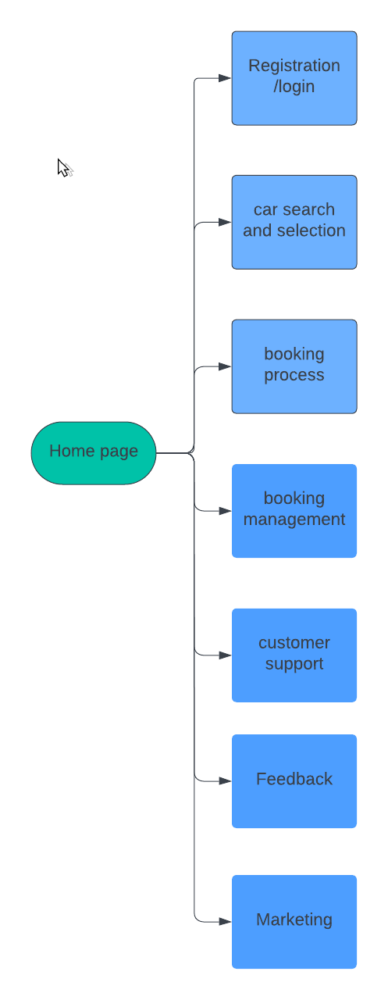 Registration
/login
car search
and selection
booking
process
Home page
booking
management
customer
support
Feedback
Marketing